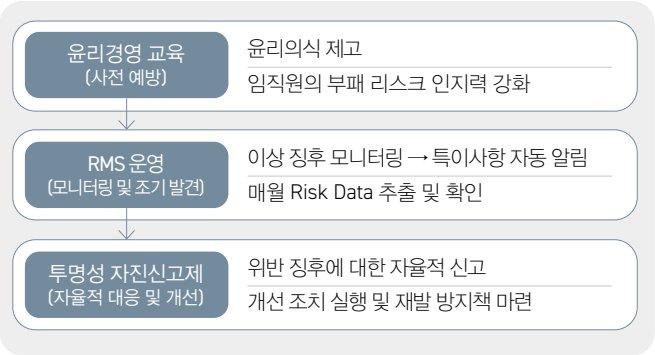 윤리경영 교육
(사전 예방)
윤리의식 제고
임직원의 부패 리스크 인지력 강화
RMS 운영
(모니터링 및 조기 발견)
이상 징후 모니터링 → 특이사항 자동 알림
매월 Risk Data 추출 및 확인
투명성 자진신고제
(자율적 대응 및 개선)
위반 징후에 대한 자율적 신고
개선 조치 실행 및 재발 방지책 마련